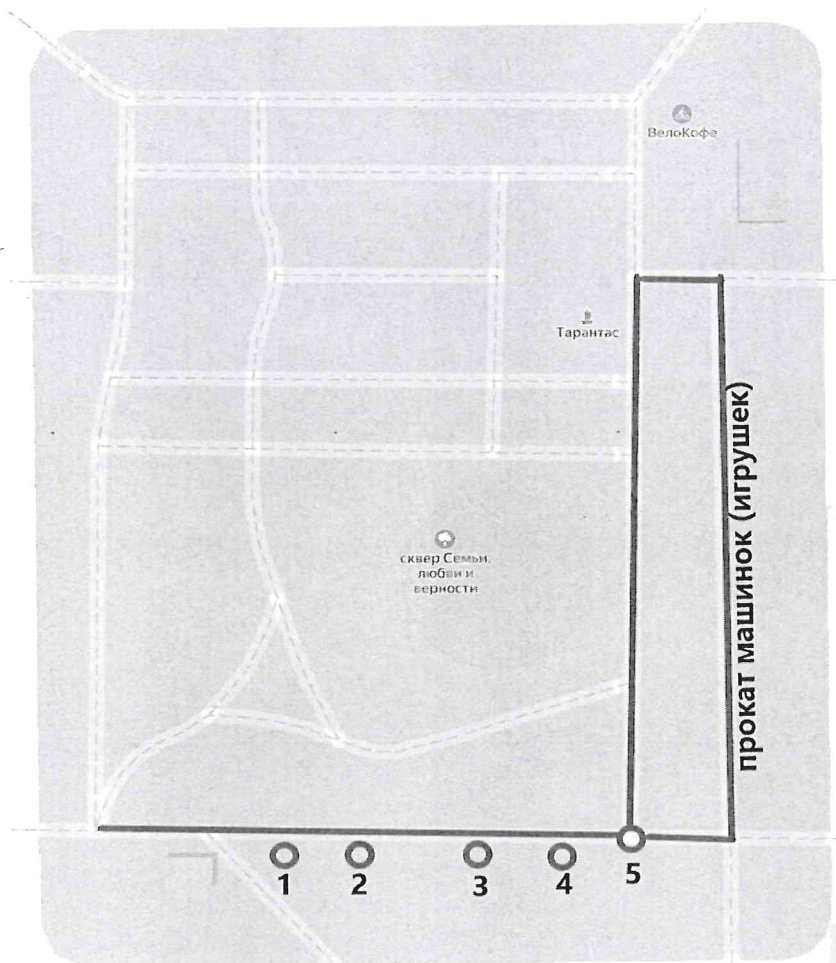 ВелоКофе
Тарантас
прокат машинок (игрушек)
сквер Семьи,
любви и
верности
1
2
3
4
5